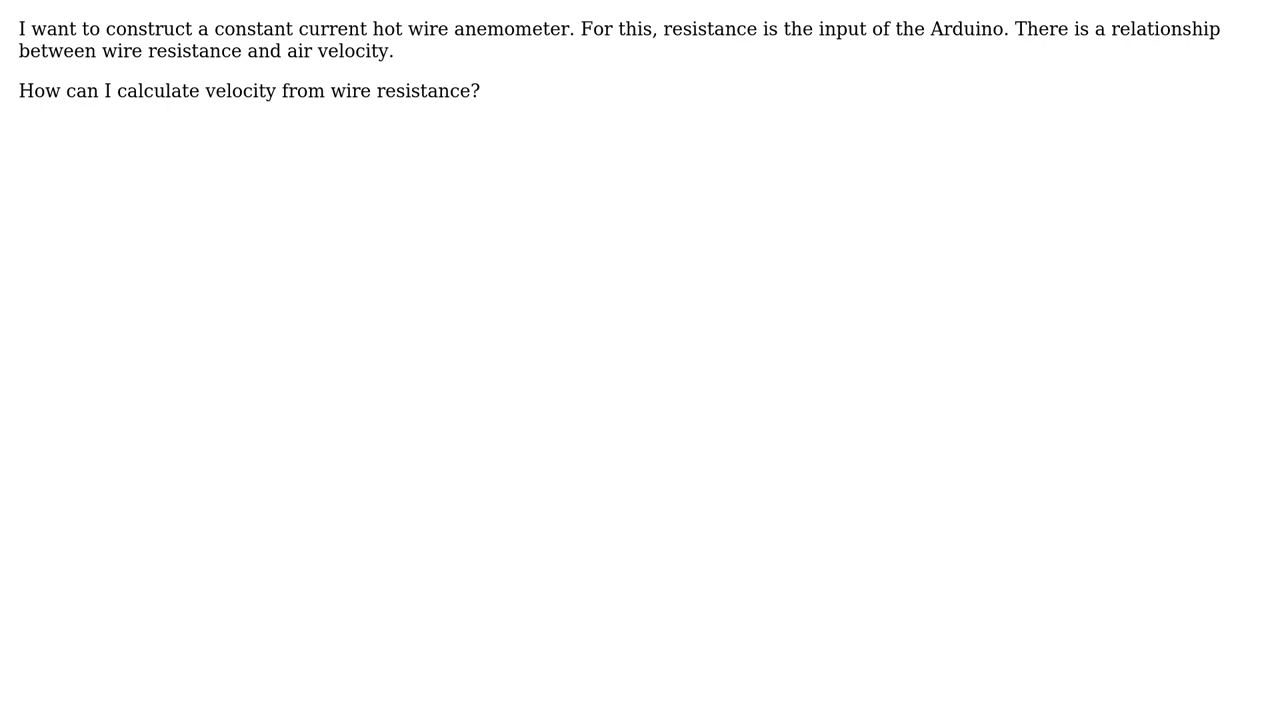 I want to construct a constant current hot wire anemometer. For this, resistance is the input of the Arduino. There is a relationship
between wire resistance and air velocity.
How can I calculate velocity from wire resistance?